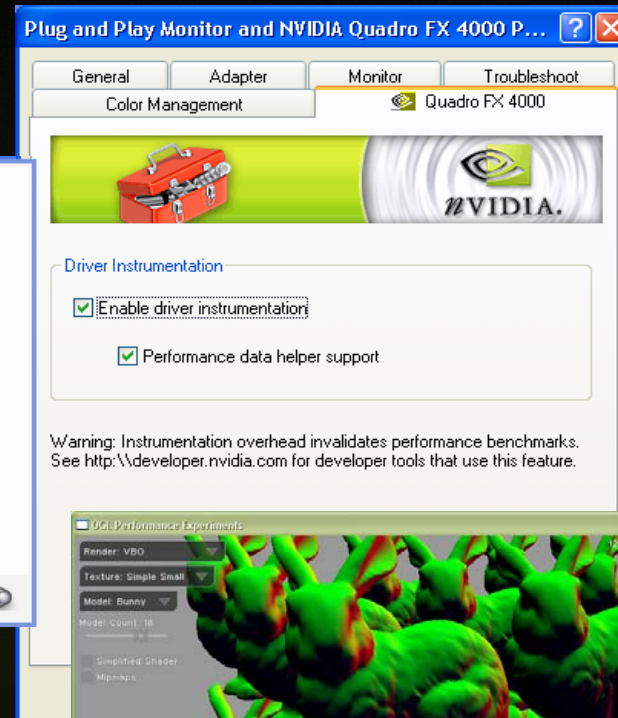 Plug and Play Monitor and NVIDIA Quadro FX 4000 P...
General Adapter Monitor Troubleshoot
Color Management Quadro FX 4000
nVIDIA.
Driver Instrumentation
Enable driver instrumentation
Performance data helper support
Warning: Instrumentation overhead invalidates performance benchmarks.
See http:\\developer.nvidia.com for developer tools that use this feature.
OGL Performance Experiments
Render: VBO
Texture: Simple Small
Model: Bunny
Model Count: 18
Simplified Shader
Mipmaps